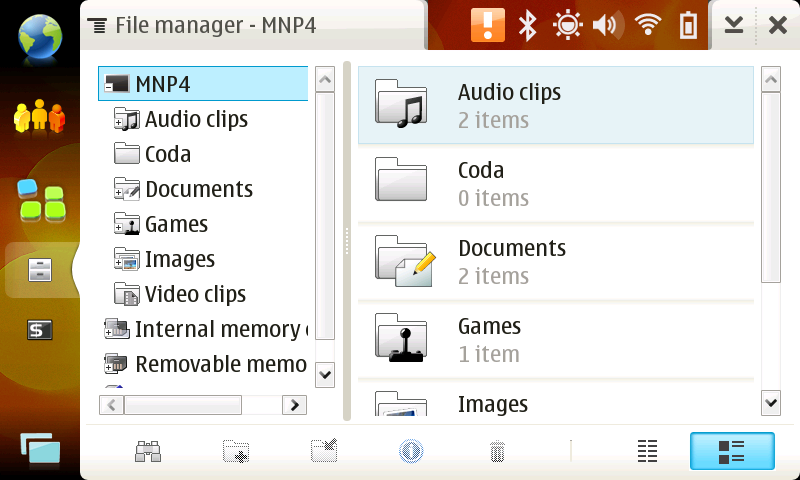 File manager - MNP4
MNP4
Audio clips
Coda
Documents
Games
Images
Video clips
Internal memory
Removable memo
Audio clips
2 items
Coda
0 items
Documents
2 items
Games
1 item
Images